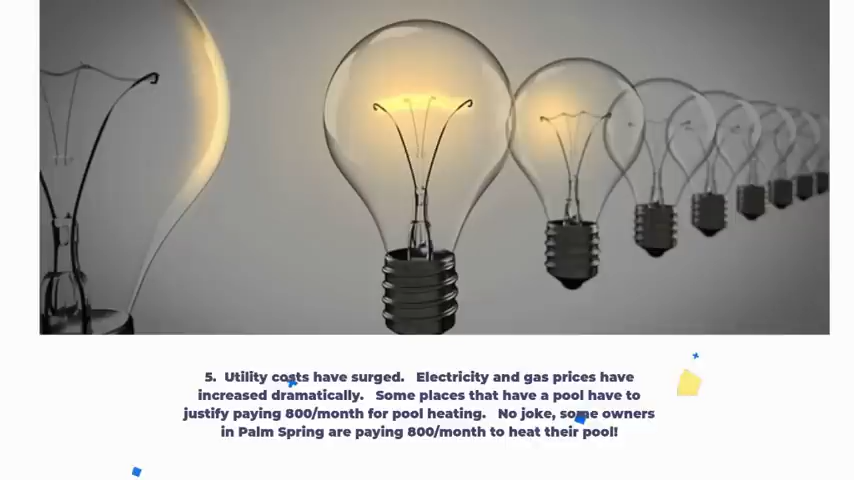 5.  Utility costs have surged.   Electricity and gas prices have
increased dramatically.   Some places that have a pool have to
justify paying 800/month for pool heating.   No joke, some owners
in Palm Spring are paying 800/month to heat their pool!